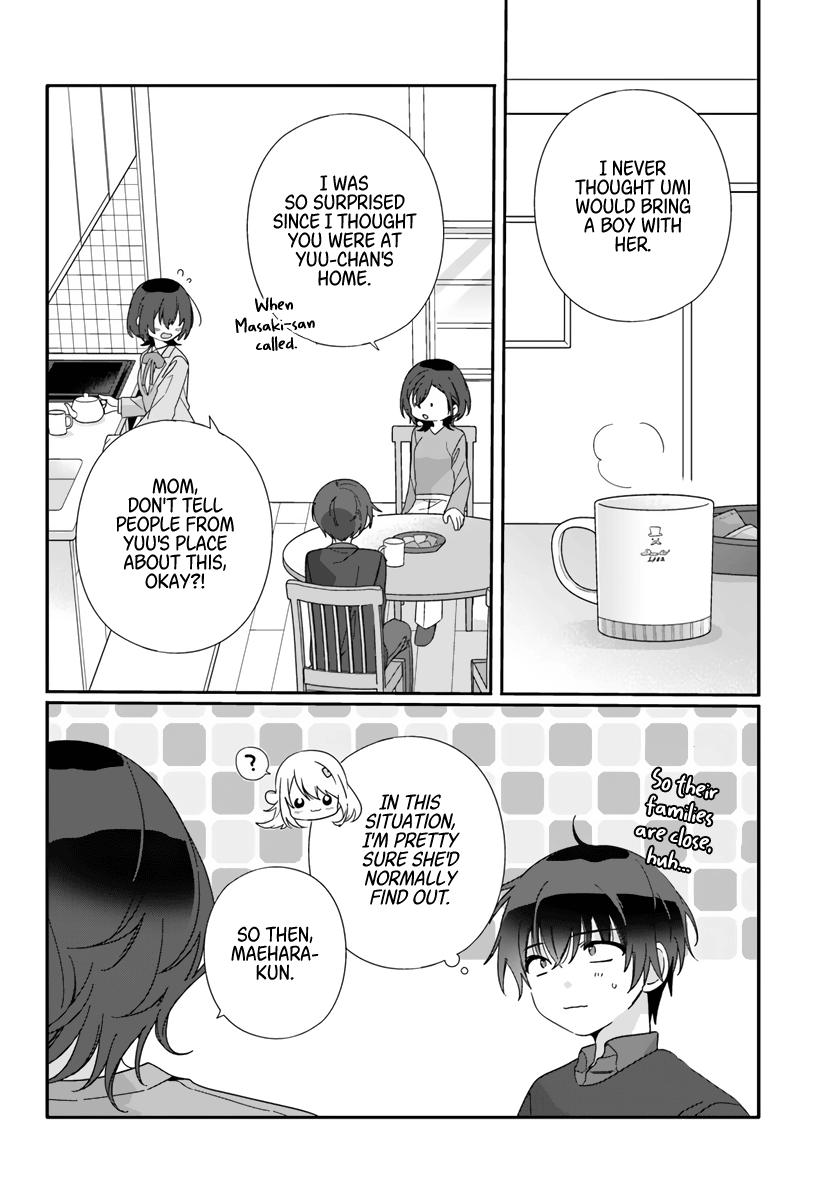 I NEVER
THOUGHT UMI
WOULD BRING
A BOY WITH
HER.
I WAS
SO SURPRISED
SINCE I THOUGHT
YOU WERE AT
YUU-CHAN'S
HOME.
When
Masaki-san
called.
MOM,
DON'T TELL
PEOPLE FROM
YUU'S PLACE
ABOUT THIS,
OKAY?!
So their
families
are close,
huh...
?
IN THIS
SITUATION,
I'M PRETTY
SURE SHE'D
NORMALLY
FIND OUT.
SO THEN,
MAEHARA-
KUN.